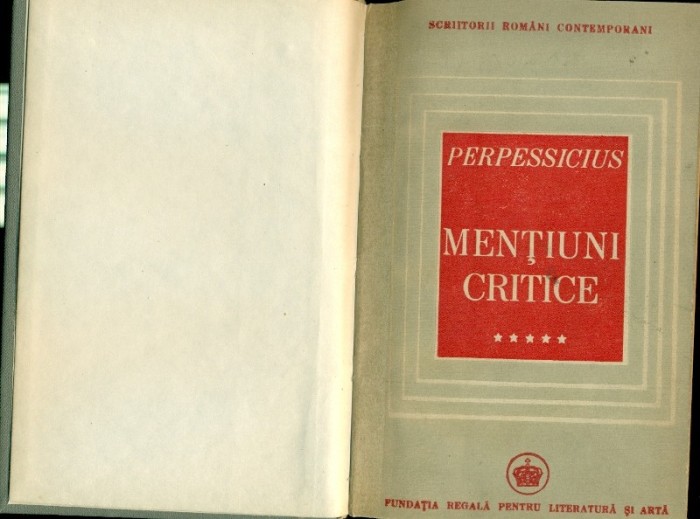 SCRIITORII ROMÂNI CONTEMPORANI
PERPESSICIUS
MENȚIUNI
CRITICE
★★★★★
FUNDAȚIA REGALĂ PENTRU LITERATURĂ ȘI ARTĂ